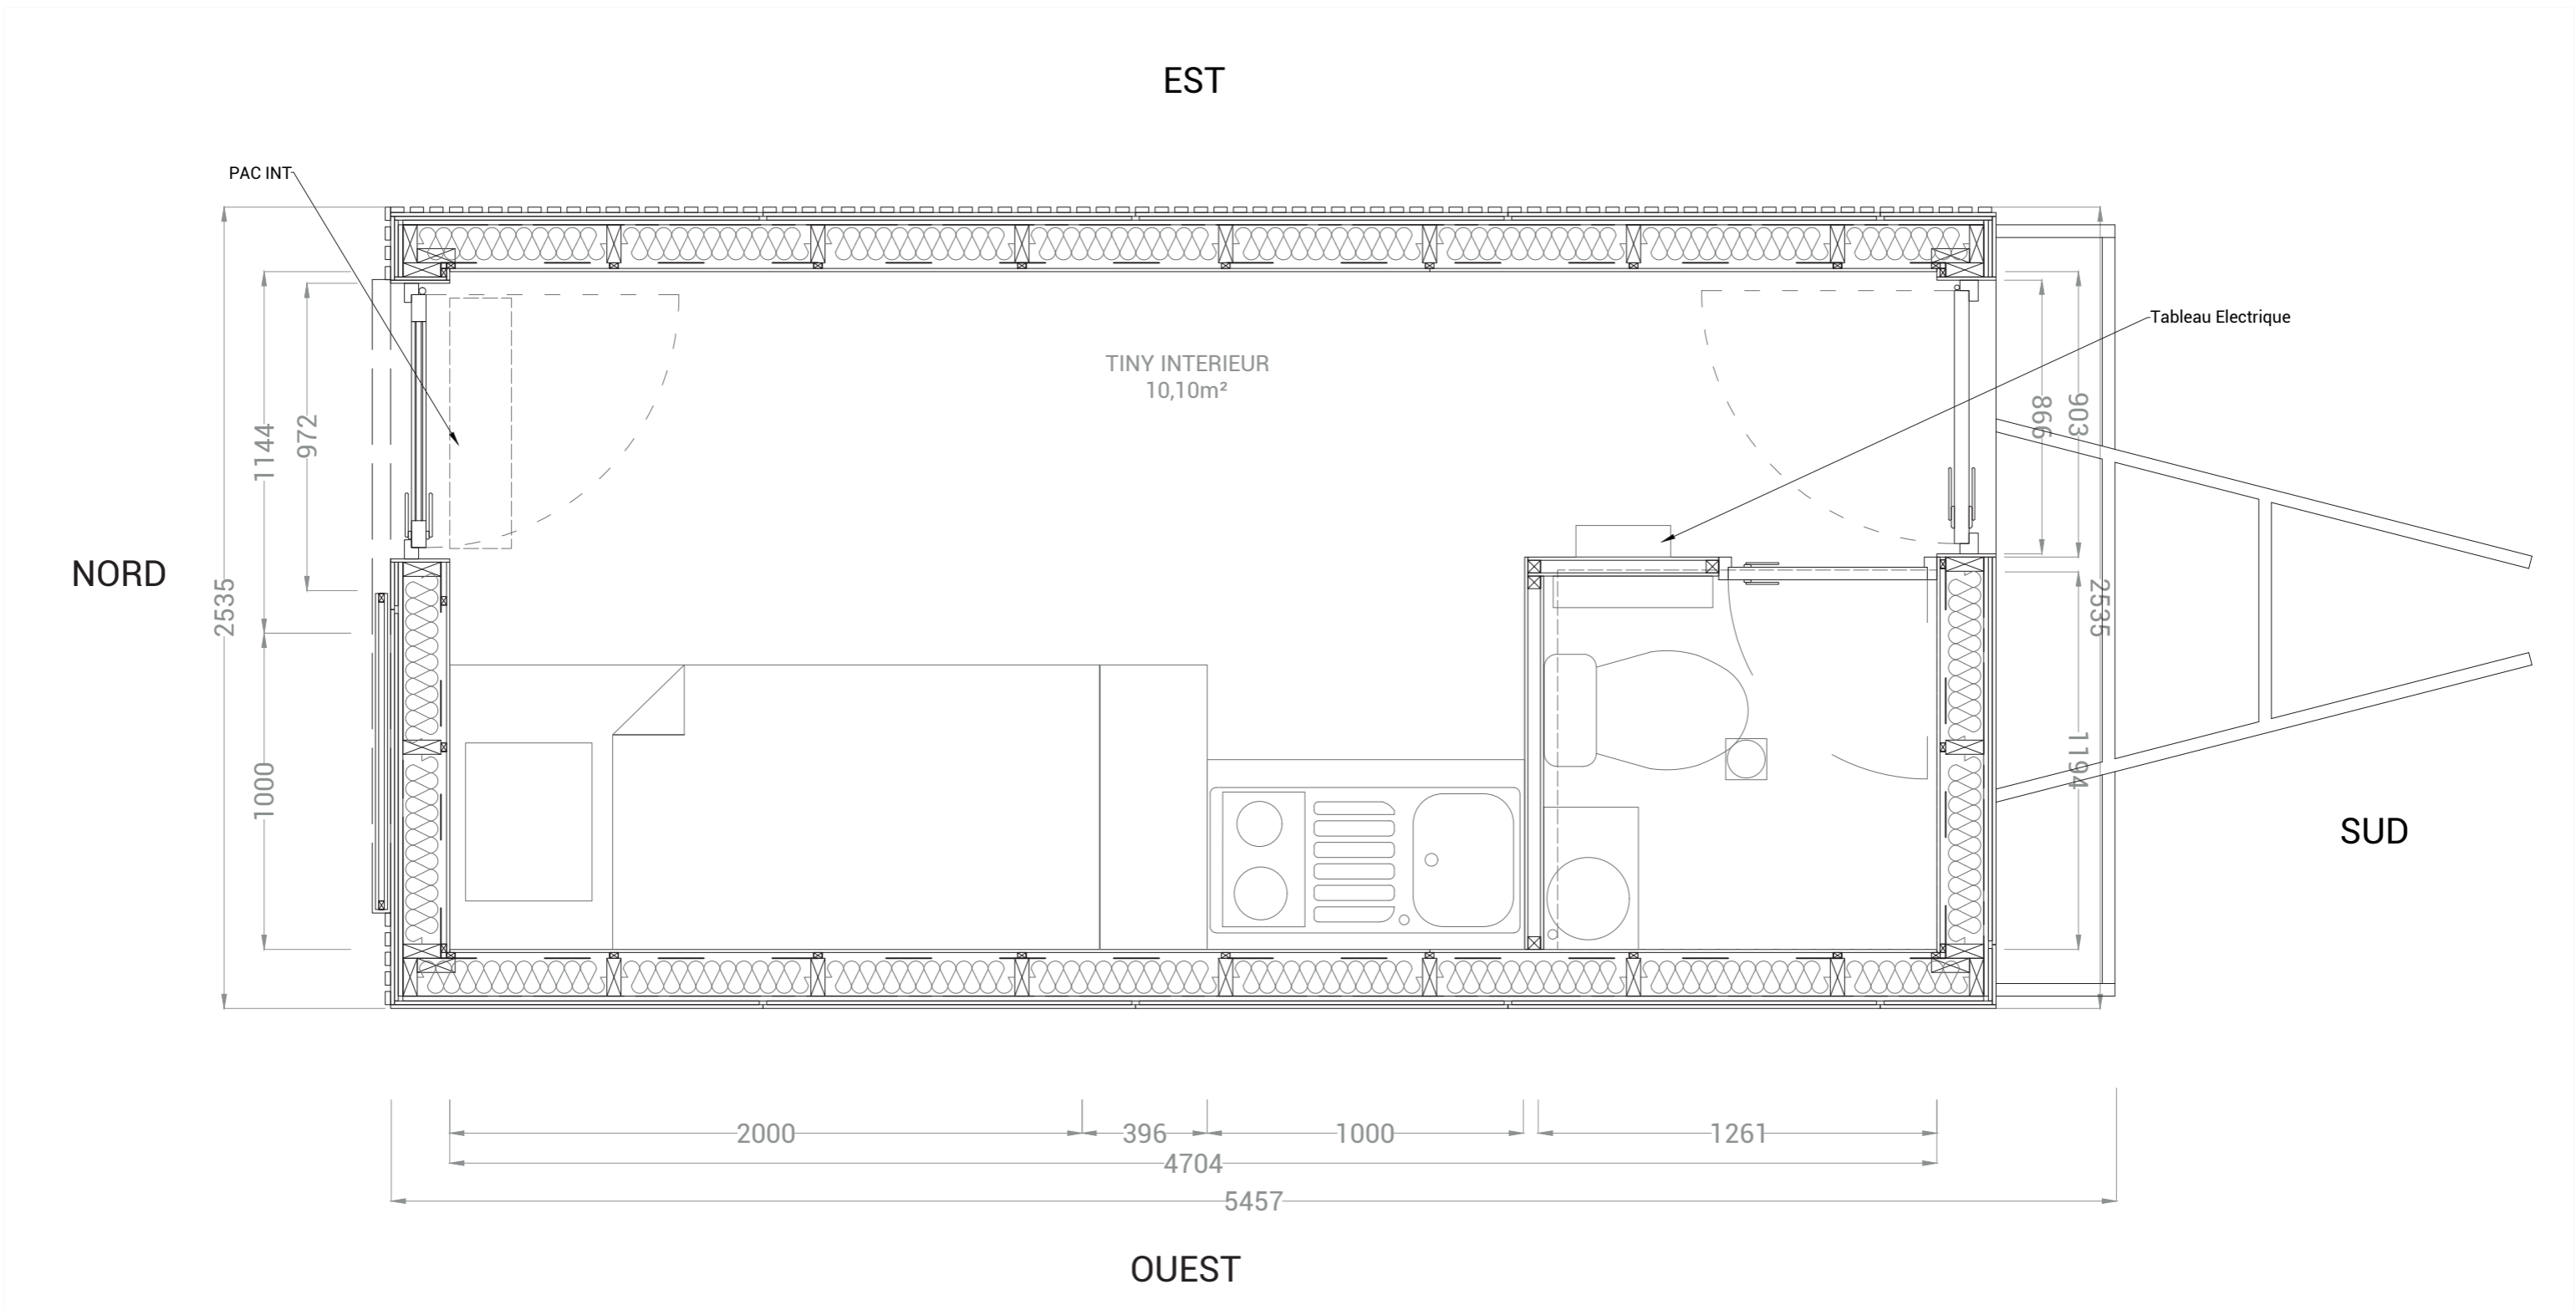 EST
PAC INT
Tableau Electrique
TINY INTERIEUR
10,10m²
NORD
SUD
2535
1144
972
1000
866
903
2535
1194
2000
396
1000
1261
4704
5457
OUEST